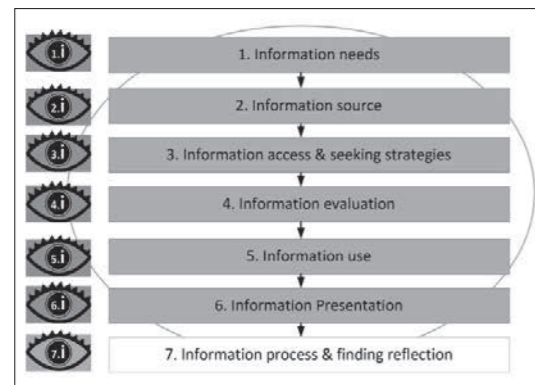 1.i
1. Information needs
2.i
2. Information source
3.i
3. Information access & seeking strategies
4.i
4. Information evaluation
5.i
5. Information use
6.i
6. Information Presentation
7.i
7. Information process & finding reflection